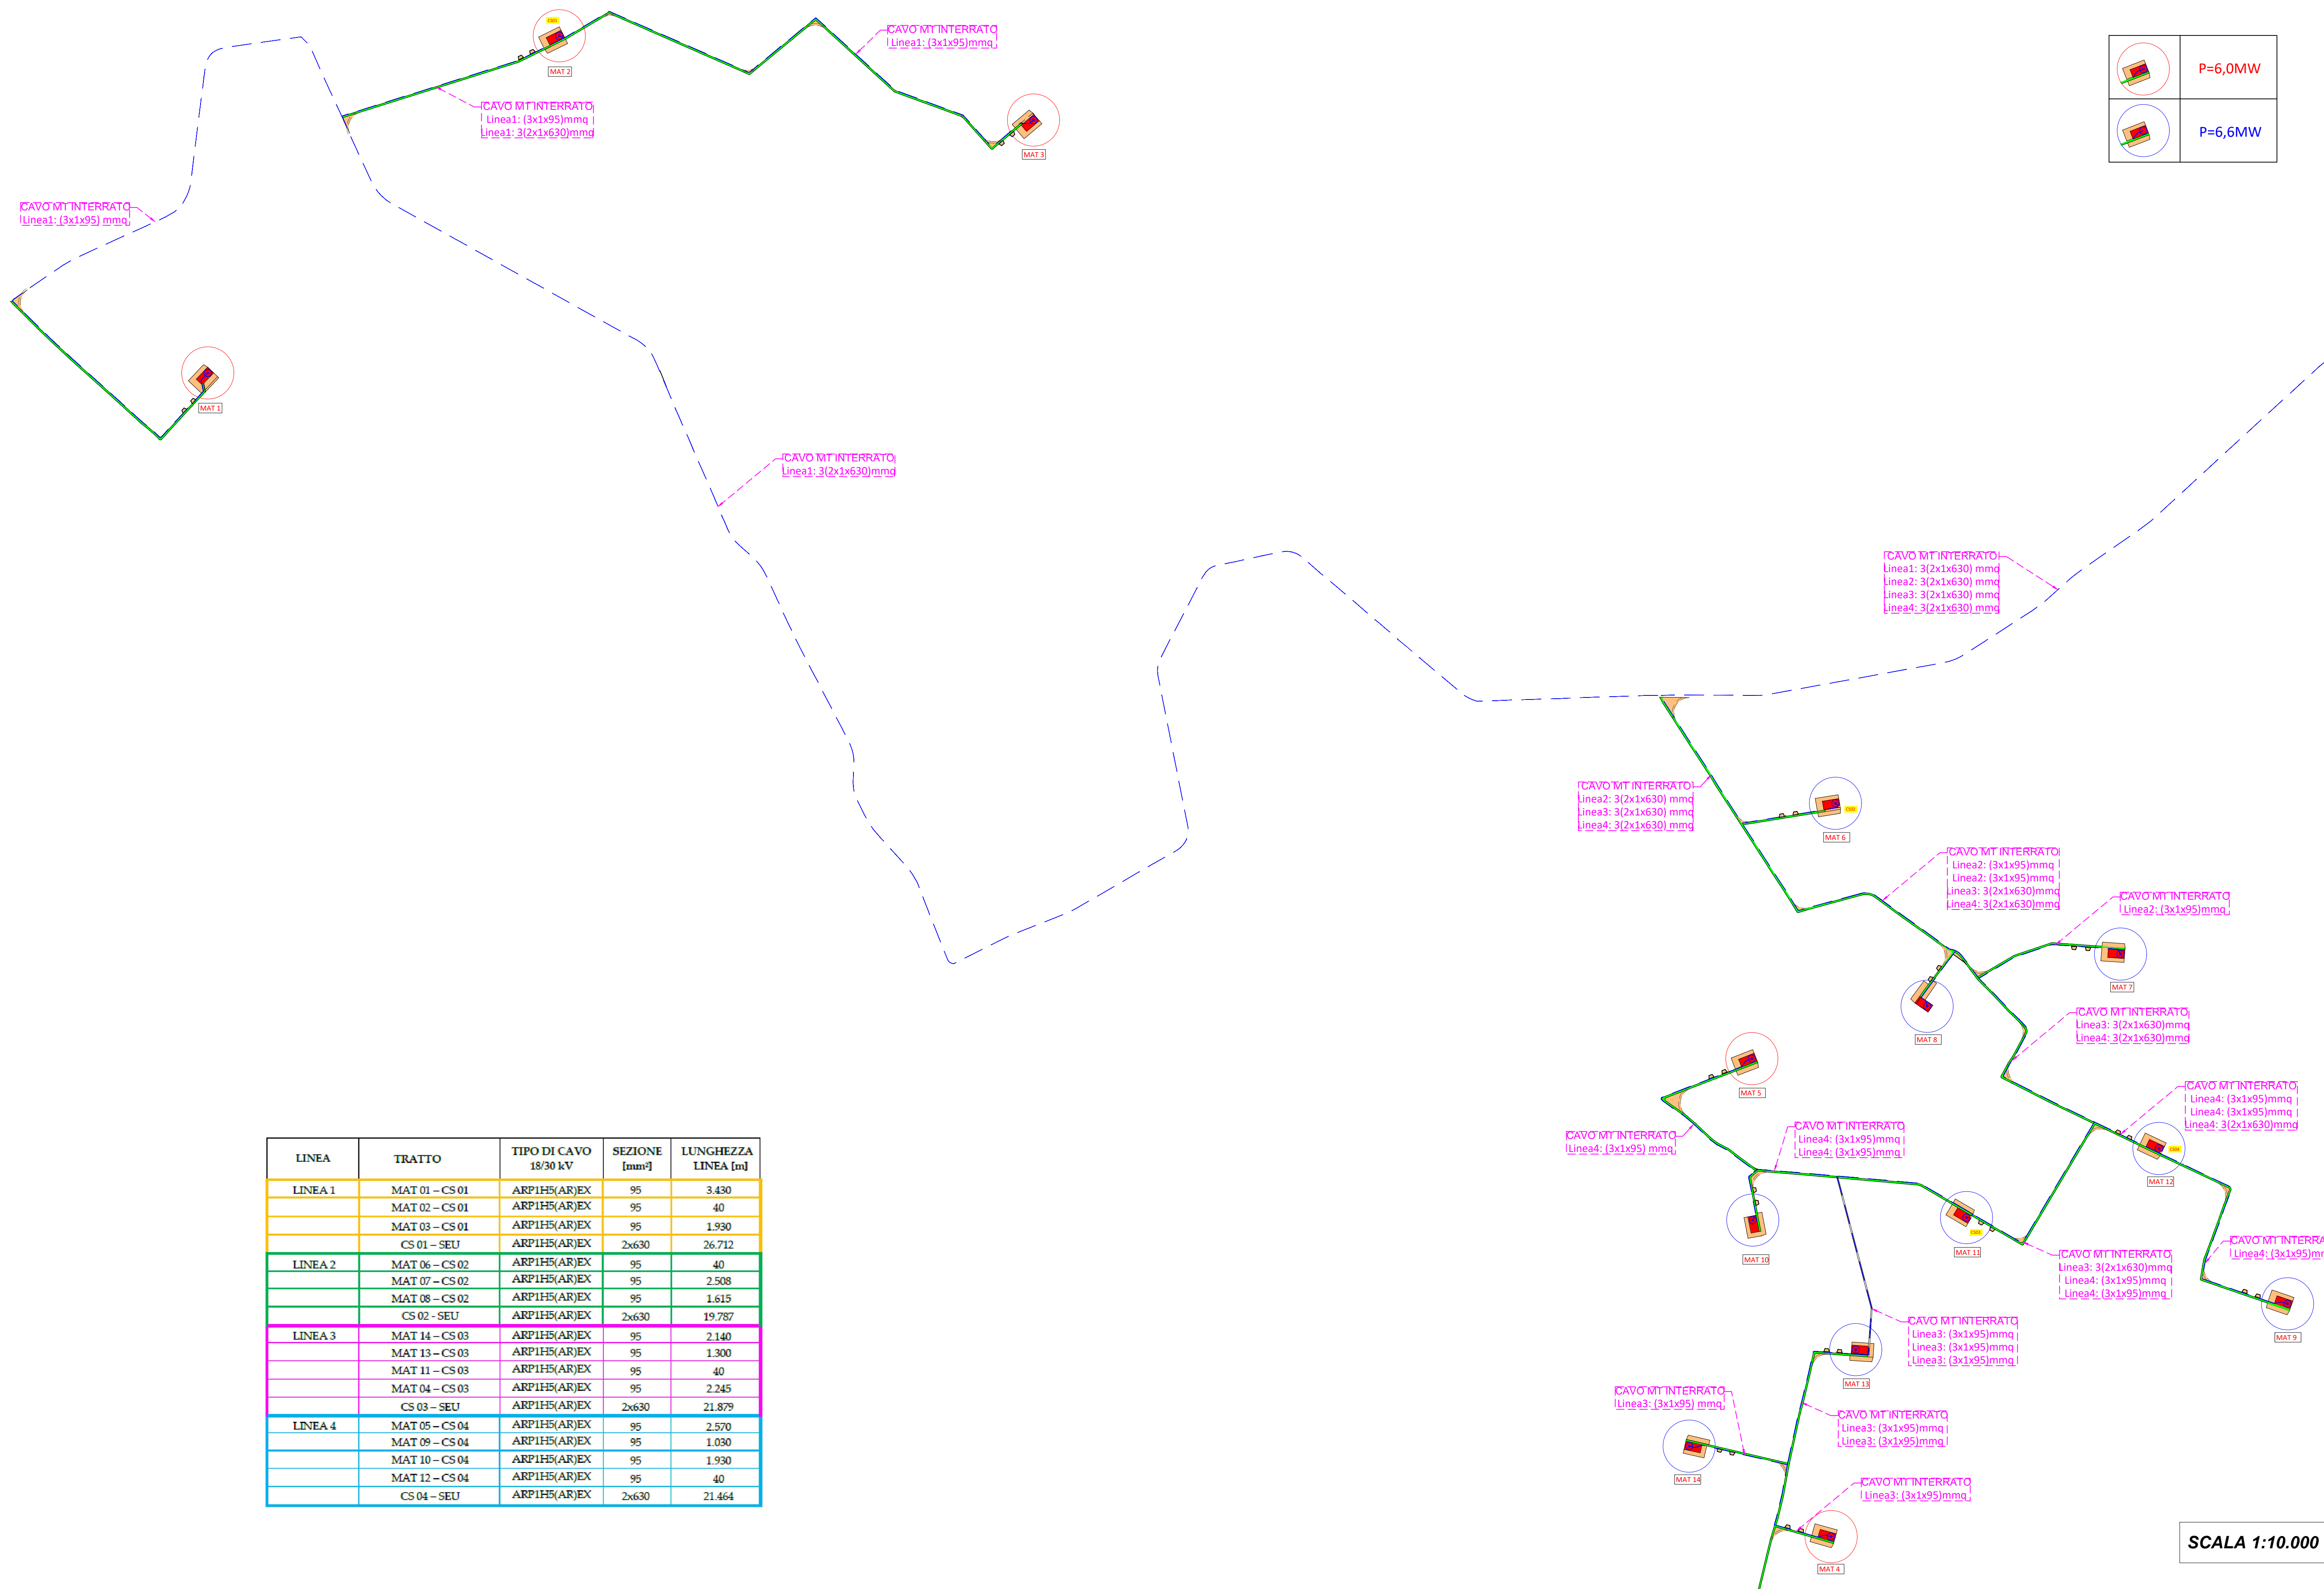 CS01
MAT 2
CAVO MT INTERRATO
Linea1: (3x1x95)mmq
CAVO MT INTERRATO
Linea1: (3x1x95)mmq
Linea1: 3(2x1x630)mmq
MAT 3
P=6,0MW
P=6,6MW
CAVO MT INTERRATO
Linea1: (3x1x95) mmq
MAT 1
CAVO MT INTERRATO
Linea1: 3(2x1x630)mmq
CAVO MT INTERRATO
Linea1: 3(2x1x630) mmq
Linea2: 3(2x1x630) mmq
Linea3: 3(2x1x630) mmq
Linea4: 3(2x1x630) mmq
CAVO MT INTERRATO
Linea2: 3(2x1x630) mmq
Linea3: 3(2x1x630) mmq
Linea4: 3(2x1x630) mmq
CS02
MAT 6
CAVO MT INTERRATO
Linea2: (3x1x95)mmq
Linea2: (3x1x95)mmq
Linea3: 3(2x1x630)mmq
Linea4: 3(2x1x630)mmq
CAVO MT INTERRATO
Linea2: (3x1x95)mmq
MAT 7
MAT 8
CAVO MT INTERRATO
Linea3: 3(2x1x630)mmq
Linea4: 3(2x1x630)mmq
MAT 5
CAVO MT INTERRATO
Linea4: (3x1x95)mmq
Linea4: (3x1x95)mmq
Linea4: 3(2x1x630)mmq
CAVO MT INTERRATO
Linea4: (3x1x95) mmq
CAVO MT INTERRATO
Linea4: (3x1x95)mmq
Linea4: (3x1x95)mmq
CS04
MAT 12
CS03
MAT 11
MAT 10
CAVO MT INTERRA
Linea4: (3x1x95)m
CAVO MT INTERRATO
Linea3: 3(2x1x630)mmq
Linea4: (3x1x95)mmq
Linea4: (3x1x95)mmq
MAT 9
CAVO MT INTERRATO
Linea3: (3x1x95)mmq
Linea3: (3x1x95)mmq
Linea3: (3x1x95)mmq
MAT 13
CAVO MT INTERRATO
Linea3: (3x1x95) mmq
CAVO MT INTERRATO
Linea3: (3x1x95)mmq
Linea3: (3x1x95)mmq
MAT 14
CAVO MT INTERRATO
Linea3: (3x1x95)mmq
MAT 4
LINEA TRATTO TIPO DI CAVO 18/30 kV SEZIONE [mm²] LUNGHEZZA LINEA [m]
LINEA 1 MAT 01 – CS 01 ARP1H5(AR)EX 95 3.430
MAT 02 – CS 01 ARP1H5(AR)EX 95 40
MAT 03 – CS 01 ARP1H5(AR)EX 95 1.930
CS 01 – SEU ARP1H5(AR)EX 2x630 26.712
LINEA 2 MAT 06 – CS 02 ARP1H5(AR)EX 95 40
MAT 07 – CS 02 ARP1H5(AR)EX 95 2.508
MAT 08 – CS 02 ARP1H5(AR)EX 95 1.615
CS 02 - SEU ARP1H5(AR)EX 2x630 19.787
LINEA 3 MAT 14 – CS 03 ARP1H5(AR)EX 95 2.140
MAT 13 – CS 03 ARP1H5(AR)EX 95 1.300
MAT 11 – CS 03 ARP1H5(AR)EX 95 40
MAT 04 – CS 03 ARP1H5(AR)EX 95 2.245
CS 03 – SEU ARP1H5(AR)EX 2x630 21.879
LINEA 4 MAT 05 – CS 04 ARP1H5(AR)EX 95 2.570
MAT 09 – CS 04 ARP1H5(AR)EX 95 1.030
MAT 10 – CS 04 ARP1H5(AR)EX 95 1.930
MAT 12 – CS 04 ARP1H5(AR)EX 95 40
CS 04 – SEU ARP1H5(AR)EX 2x630 21.464
SCALA 1:10.000